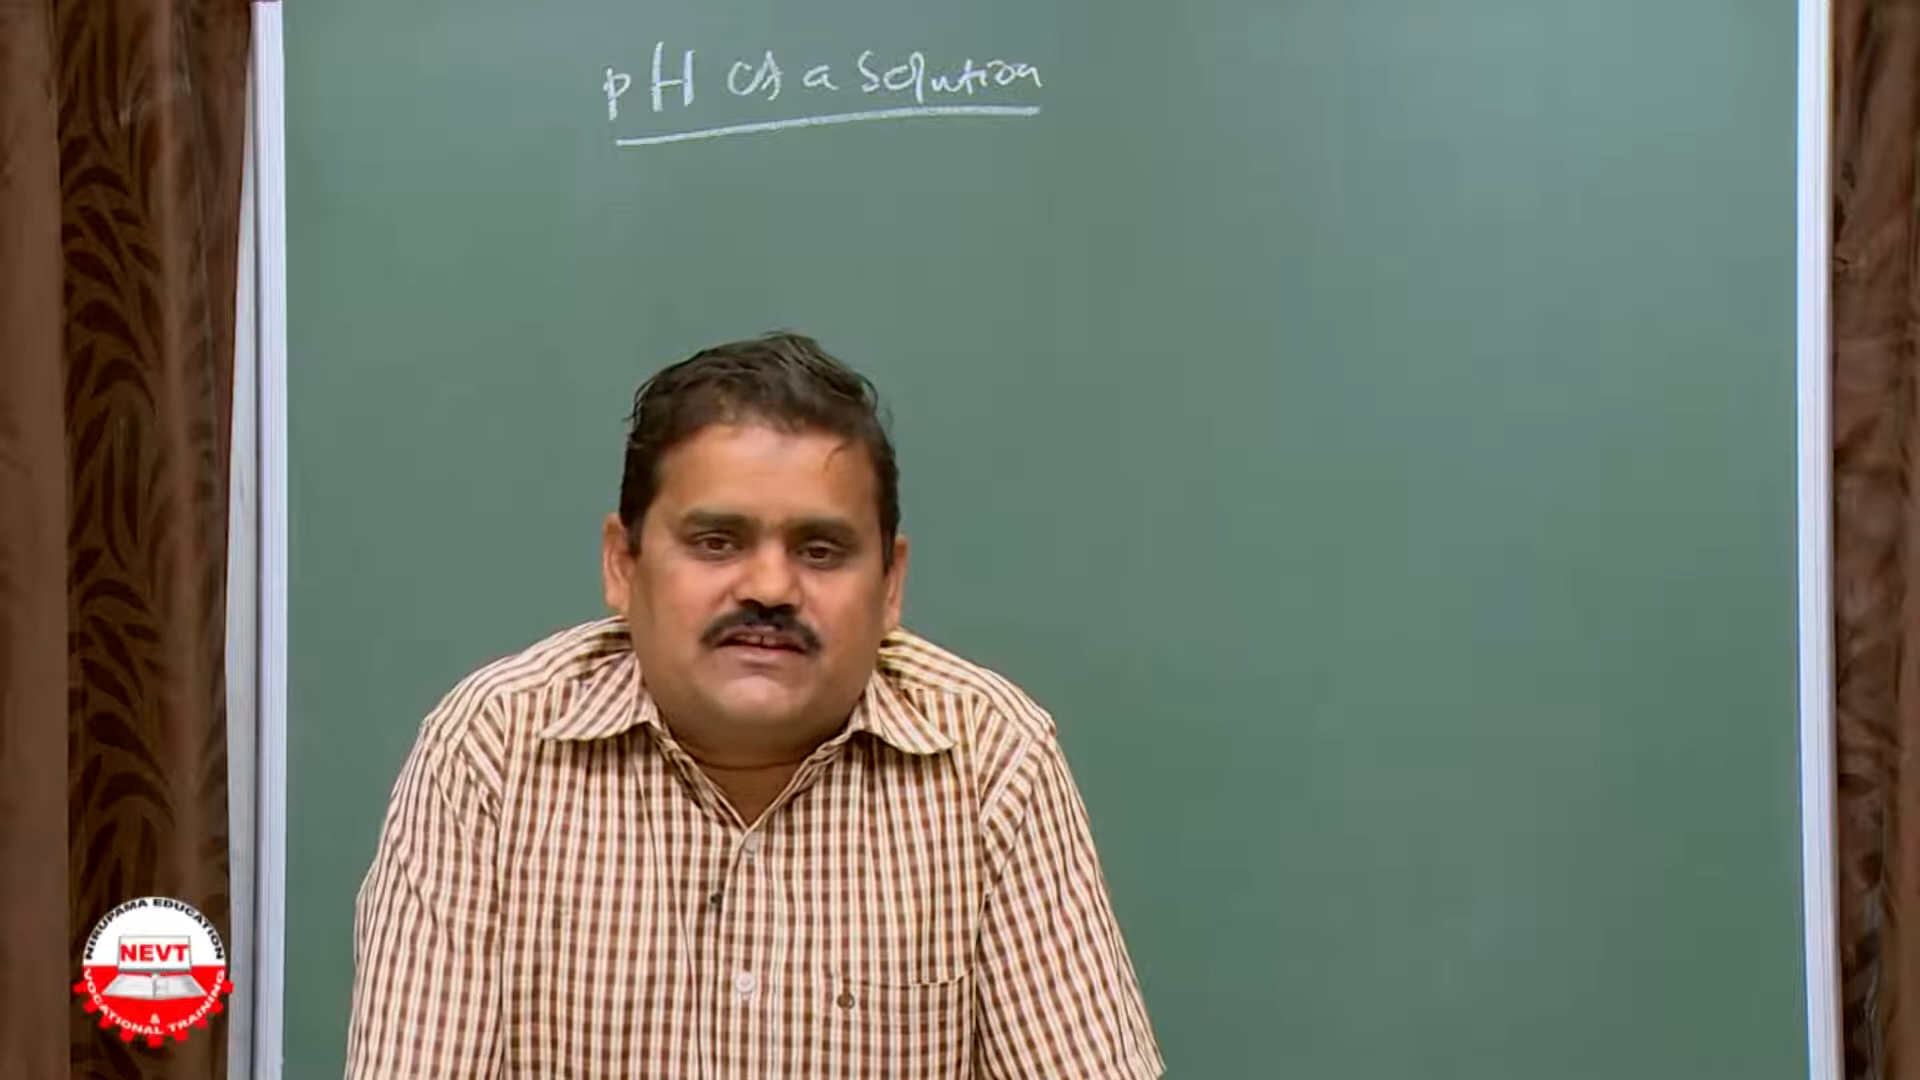 pH of a Solution
NIRUPAMA EDUCATION
NEVT
&
VOCATIONAL TRAINING